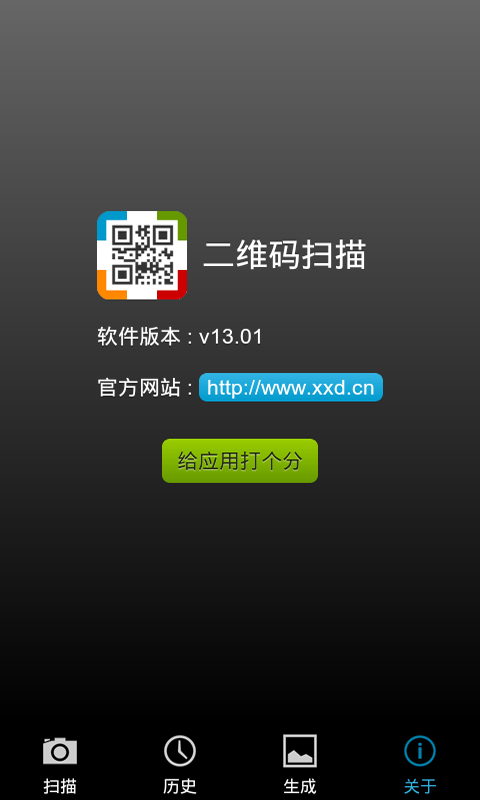 二维码扫描
软件版本 : v13.01
官方网站 : http://www.xxd.cn
给应用打个分
扫描
历史
生成
关于